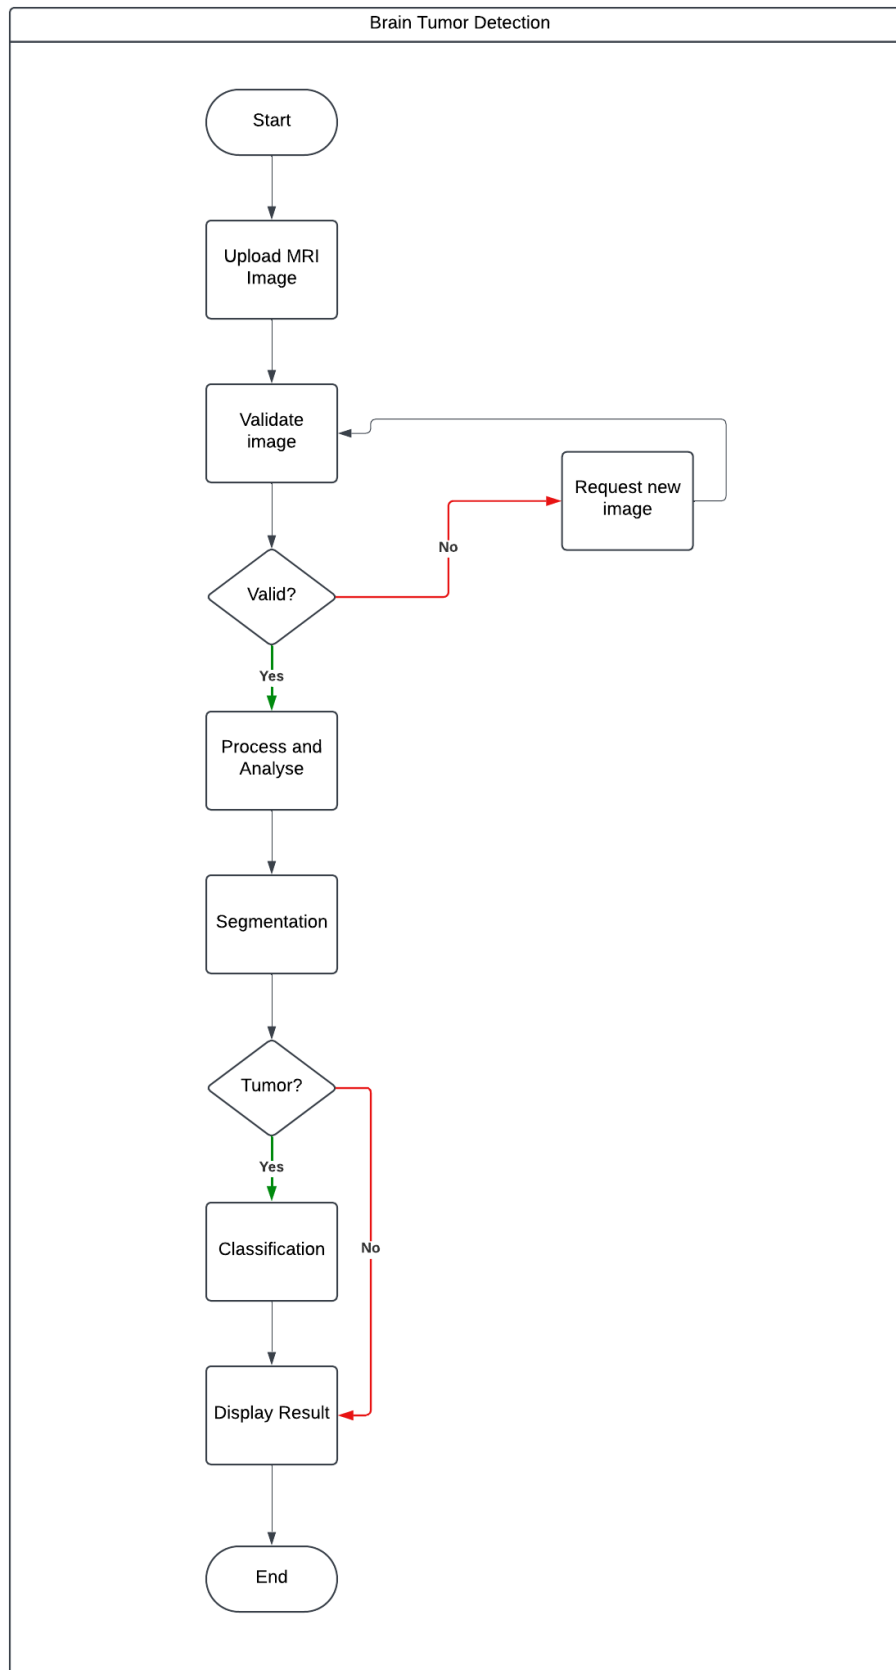 Brain Tumor Detection
Start
Upload MRI
Image
Validate
image
Request new
image
No
Valid?
Yes
Process and
Analyse
Segmentation
Tumor?
Yes
Classification
No
Display Result
End